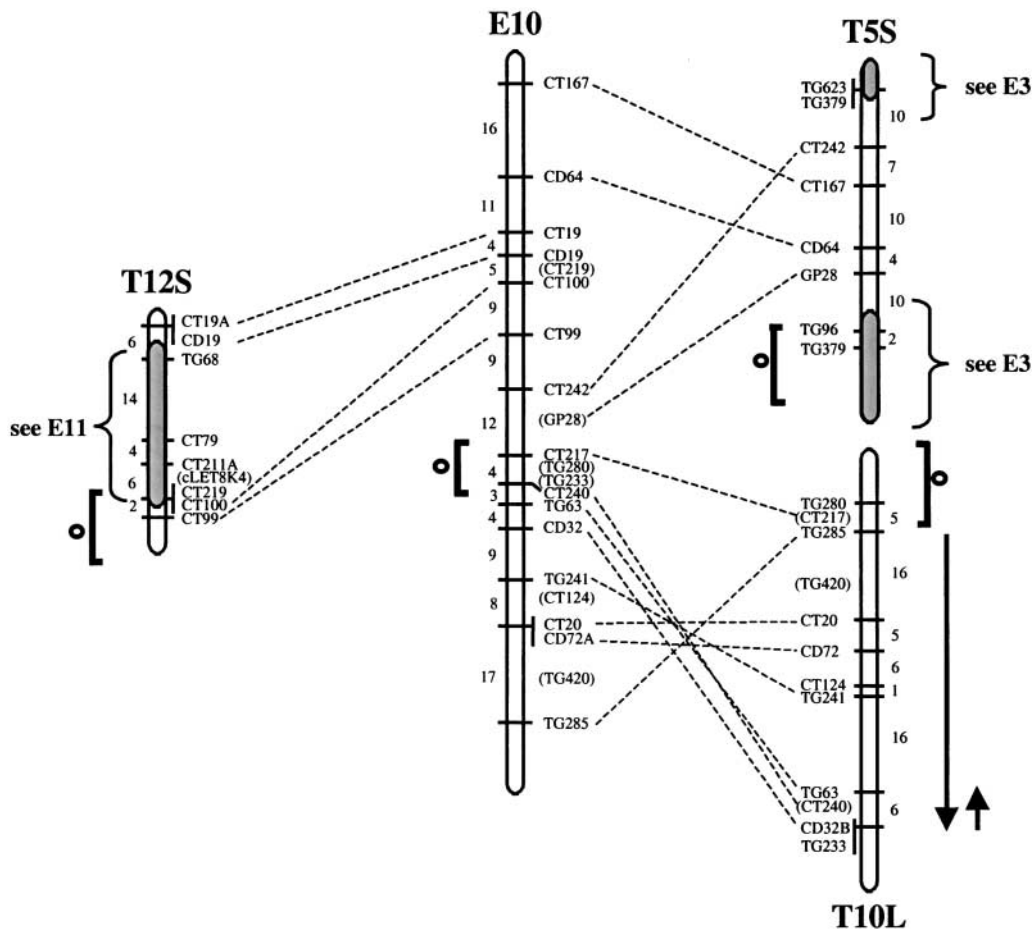 E10
CT167
16
CD64
11
CT19
4
CD19
(CT219)
5
CT100
9
CT99
9
CT242
12
(GP28)
CT217
(TG280)
4
(TG233)
CT240
3
TG63
4
CD32
9
TG241
8
(CT124)
CT20
CD72A
17
(TG420)
TG285
T12S
CT19A
6
CD19
TG68
14
see E11
CT79
4
CT211A
(cLET8K4)
6
CT219
CT100
2
CT99
T5S
TG623
TG379
10
see E3
CT242
7
CT167
10
CD64
4
GP28
10
TG96
2
TG379
see E3
TG280
(CT217)
5
TG285
16
(TG420)
CT20
5
CD72
6
CT124
1
TG241
16
TG63
(CT240)
6
CD32B
TG233
T10L